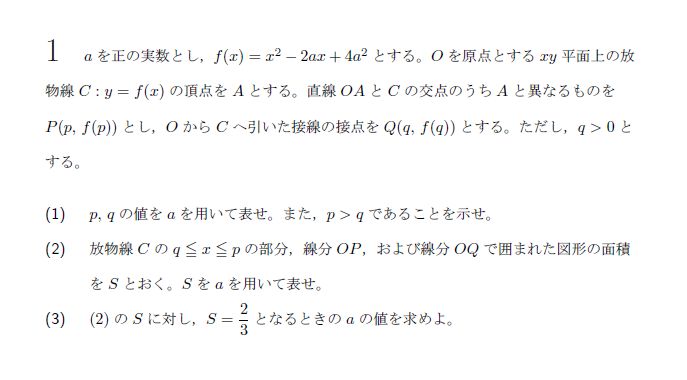 1 a を正の実数とし，f(x) = x² − 2ax + 4a² とする。O を原点とする xy 平面上の放
物線 C : y = f(x) の頂点を A とする。直線 OA と C の交点のうち A と異なるものを
P(p, f(p)) とし，O から C へ引いた接線の接点を Q(q, f(q)) とする。ただし，q > 0 と
する。
(1) p, q の値を a を用いて表せ。また，p > q であることを示せ。
(2) 放物線 C の q ≦ x ≦ p の部分，線分 OP，および線分 OQ で囲まれた図形の面積
を S とおく。S を a を用いて表せ。
(3) (2) の S に対し，S = 2/3 となるときの a の値を求めよ。